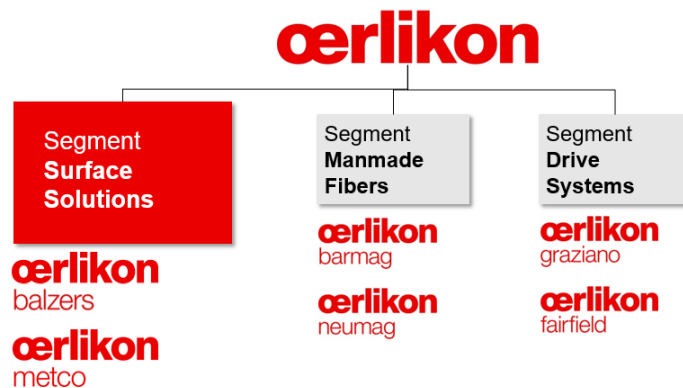 œrlikon
Segment
Surface
Solutions
œrlikon
balzers
œrlikon
metco
Segment
Manmade
Fibers
œrlikon
barmag
œrlikon
neumag
Segment
Drive
Systems
œrlikon
graziano
œrlikon
fairfield